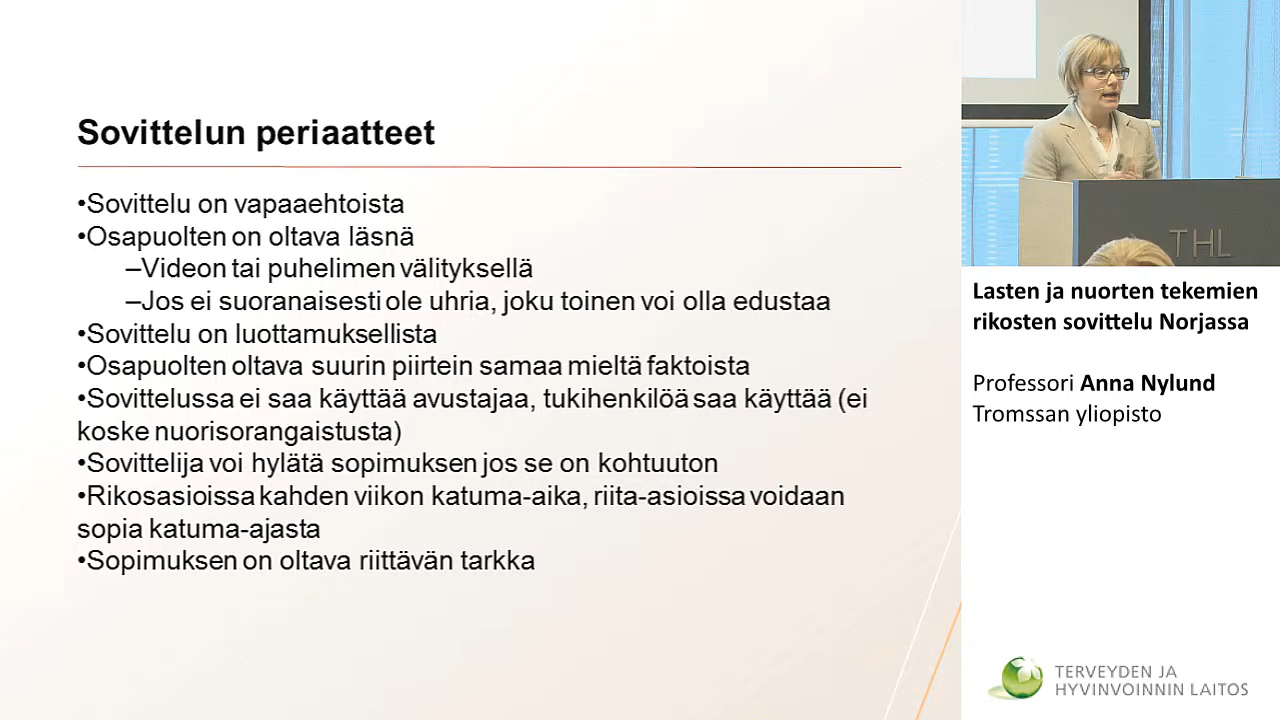 Sovittelun periaatteet
•Sovittelu on vapaaehtoista
•Osapuolten on oltava läsnä
–Videon tai puhelimen välityksellä
–Jos ei suoranaisesti ole uhria, joku toinen voi olla edustaa
•Sovittelu on luottamuksellista
•Osapuolten oltava suurin piirtein samaa mieltä faktoista
•Sovittelussa ei saa käyttää avustajaa, tukihenkilöä saa käyttää (ei
koske nuorisorangaistusta)
•Sovittelija voi hylätä sopimuksen jos se on kohtuuton
•Rikosasioissa kahden viikon katuma-aika, riita-asioissa voidaan
sopia katuma-ajasta
•Sopimuksen on oltava riittävän tarkka
THL
Lasten ja nuorten tekemien
rikosten sovittelu Norjassa
Professori Anna Nylund
Tromssan yliopisto
TERVEYDEN JA
HYVINVOINNIN LAITOS